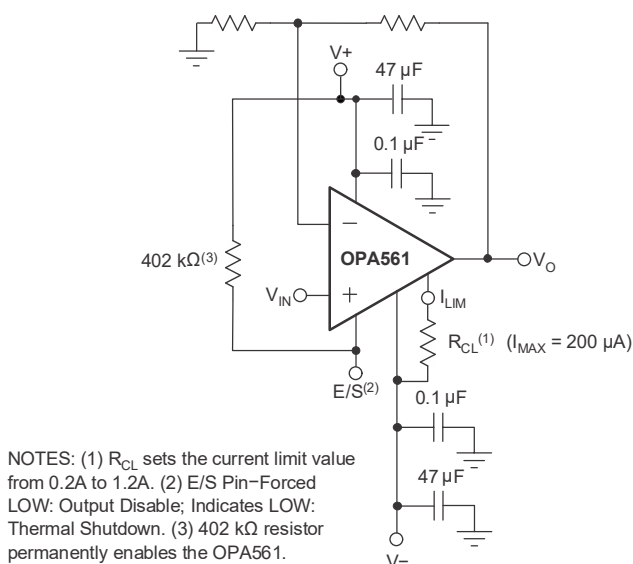 V+
47 µF
0.1 µF
−
OPA561
402 kΩ(3)
VO
VIN
+
ILIM
RCL(1) (IMAX = 200 µA)
E/S(2)
0.1 µF
47 µF
V−
NOTES: (1) RCL sets the current limit value
from 0.2A to 1.2A. (2) E/S Pin−Forced
LOW: Output Disable; Indicates LOW:
Thermal Shutdown. (3) 402 kΩ resistor
permanently enables the OPA561.